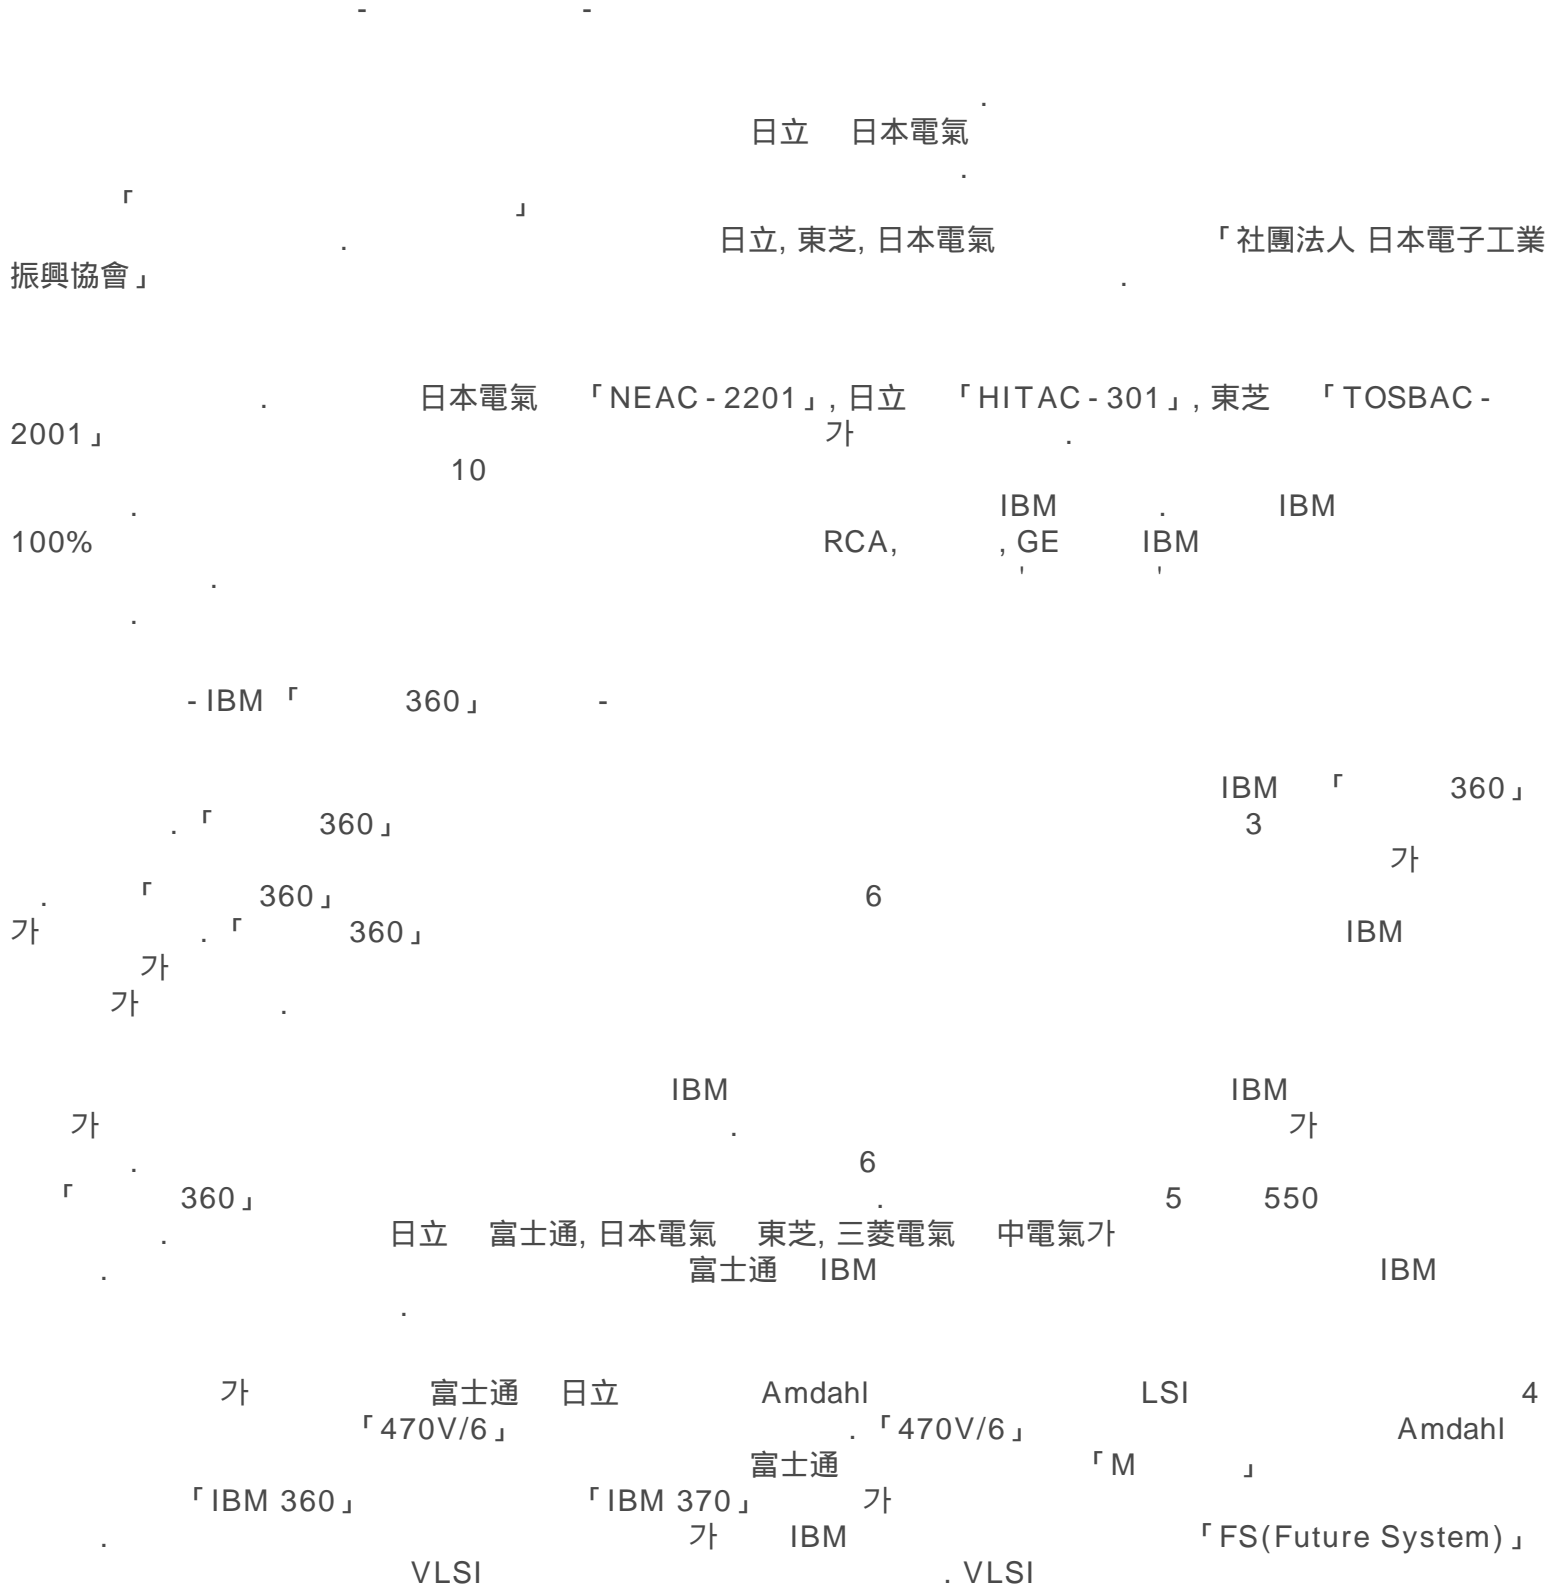 - -
.
日立 日本電氣
.
「 」
. 日立, 東芝, 日本電氣 「社團法人 日本電子工業
振興協會」 .
. 日本電氣 「NEAC-2201」, 日立 「HITAC-301」, 東芝 「TOSBAC-
2001」 가 .
10
. IBM . IBM
100% RCA, , GE IBM
. ' '
.
- IBM 「 360」 -
IBM 「 360」
. 「 360」 3
가
. 「 360」 6
가 . 「 360」 IBM
가
가 .
IBM IBM
가 . 가
. 6
「 360」 . 5 550
. 日立 富士通, 日本電氣 東芝, 三菱電氣 中電氣가
. 富士通 IBM IBM
.
가 富士通 日立 Amdahl LSI 4
「470V/6」 . 「470V/6」 Amdahl
富士通 「M 」
「IBM 360」 「IBM 370」 가
. 가 IBM 「FS(Future System)」
VLSI . VLSI